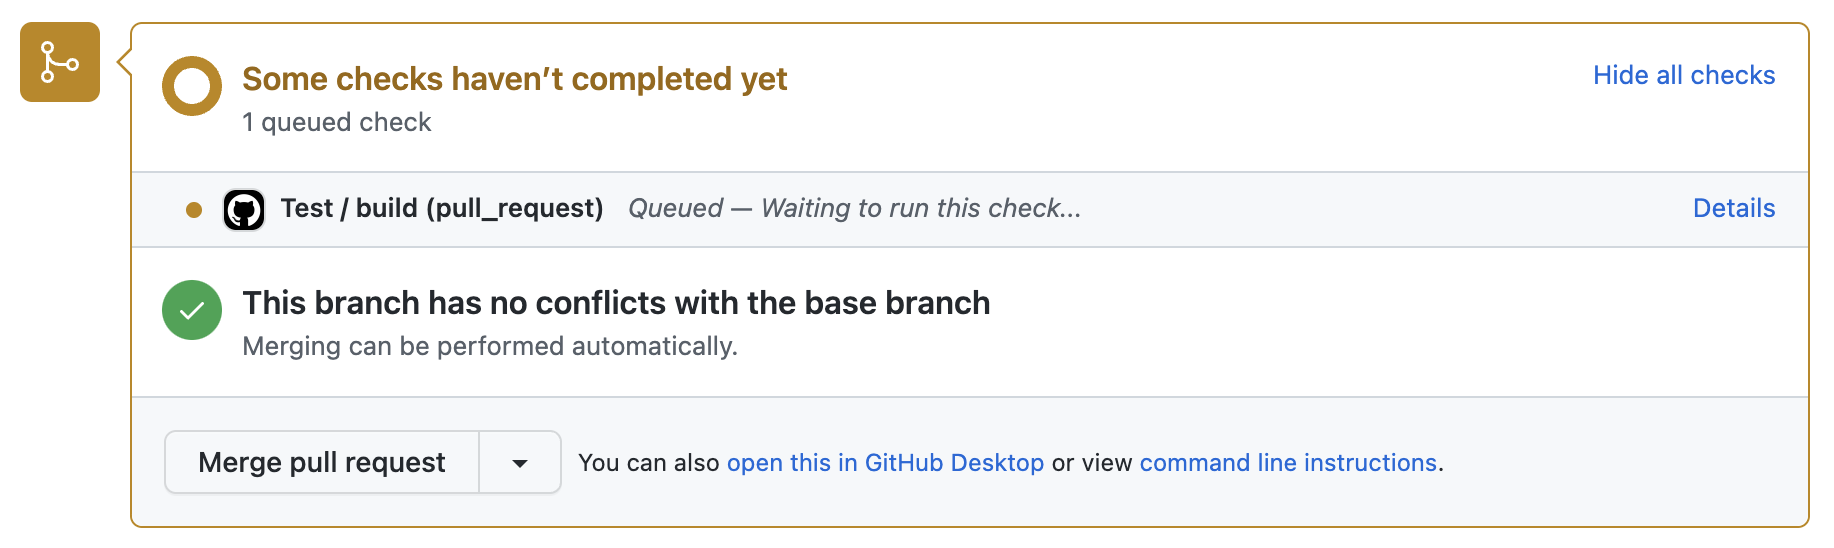 Some checks haven’t completed yet
Hide all checks
1 queued check
Test / build (pull_request) Queued — Waiting to run this check...
Details
This branch has no conflicts with the base branch
Merging can be performed automatically.
Merge pull request
You can also open this in GitHub Desktop or view command line instructions.